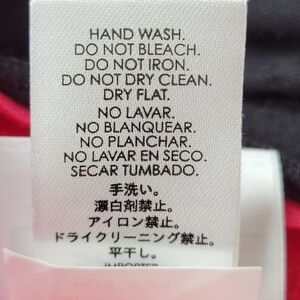 HAND WASH.
DO NOT BLEACH.
DO NOT IRON.
DO NOT DRY CLEAN.
DRY FLAT.
NO LAVAR.
NO BLANQUEAR.
NO PLANCHAR.
NO LAVAR EN SECO.
SECAR TUMBADO.
手洗い。
漂白剤禁止。
アイロン禁止。
ドライクリーニング禁止。
平干し。